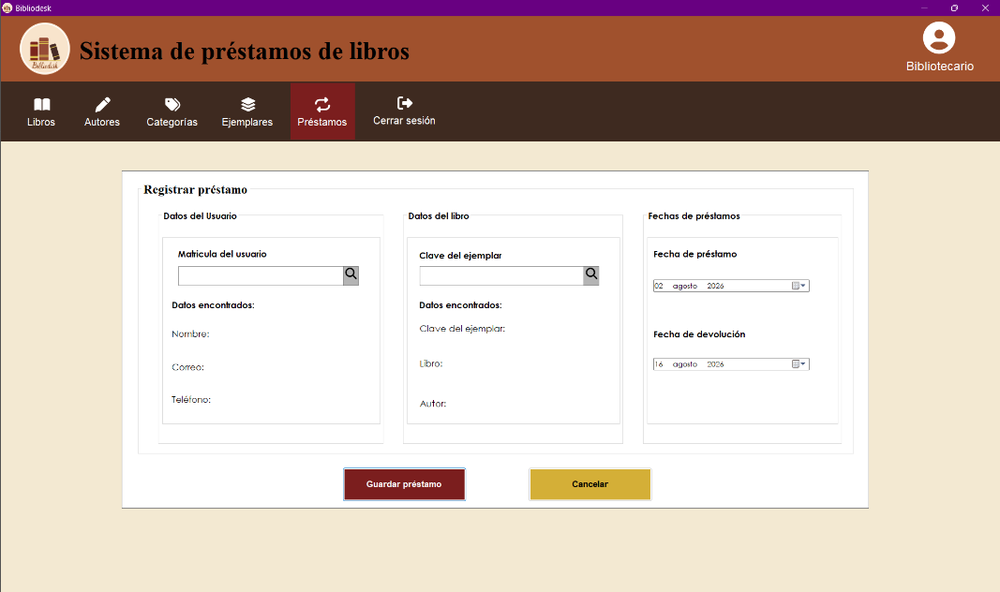 Bibliodesk
Bibliodesk
Sistema de préstamos de libros
Bibliotecario
Libros
Autores
Categorías
Ejemplares
Préstamos
Cerrar sesión
Registrar préstamo
Datos del Usuario
Matricula del usuario
Datos encontrados:
Nombre:
Correo:
Teléfono:
Datos del libro
Clave del ejemplar
Datos encontrados:
Clave del ejemplar:
Libro:
Autor:
Fechas de préstamos
Fecha de préstamo
02 agosto 2026
Fecha de devolución
16 agosto 2026
Guardar préstamo
Cancelar